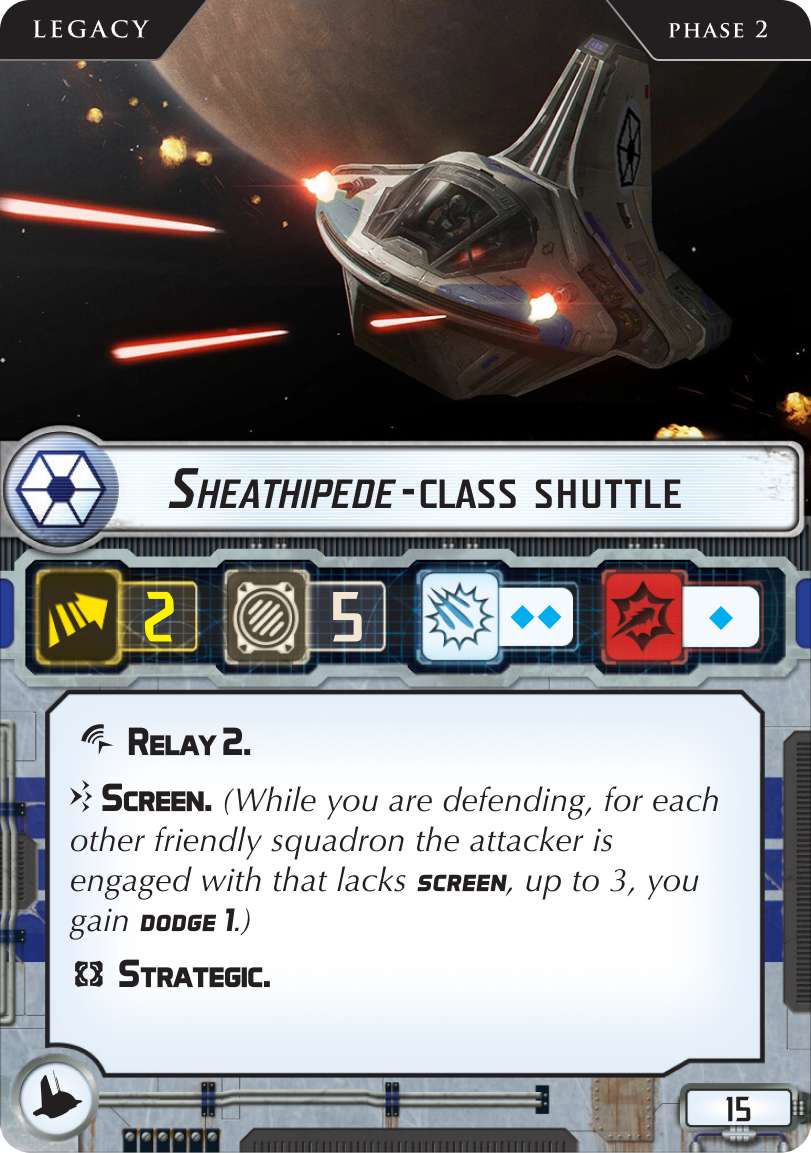 LEGACY
PHASE 2
SHEATHIPEDE-CLASS SHUTTLE
2
5
RELAY 2.
SCREEN. (While you are defending, for each
other friendly squadron the attacker is
engaged with that lacks SCREEN, up to 3, you
gain DODGE 1.)
STRATEGIC.
15